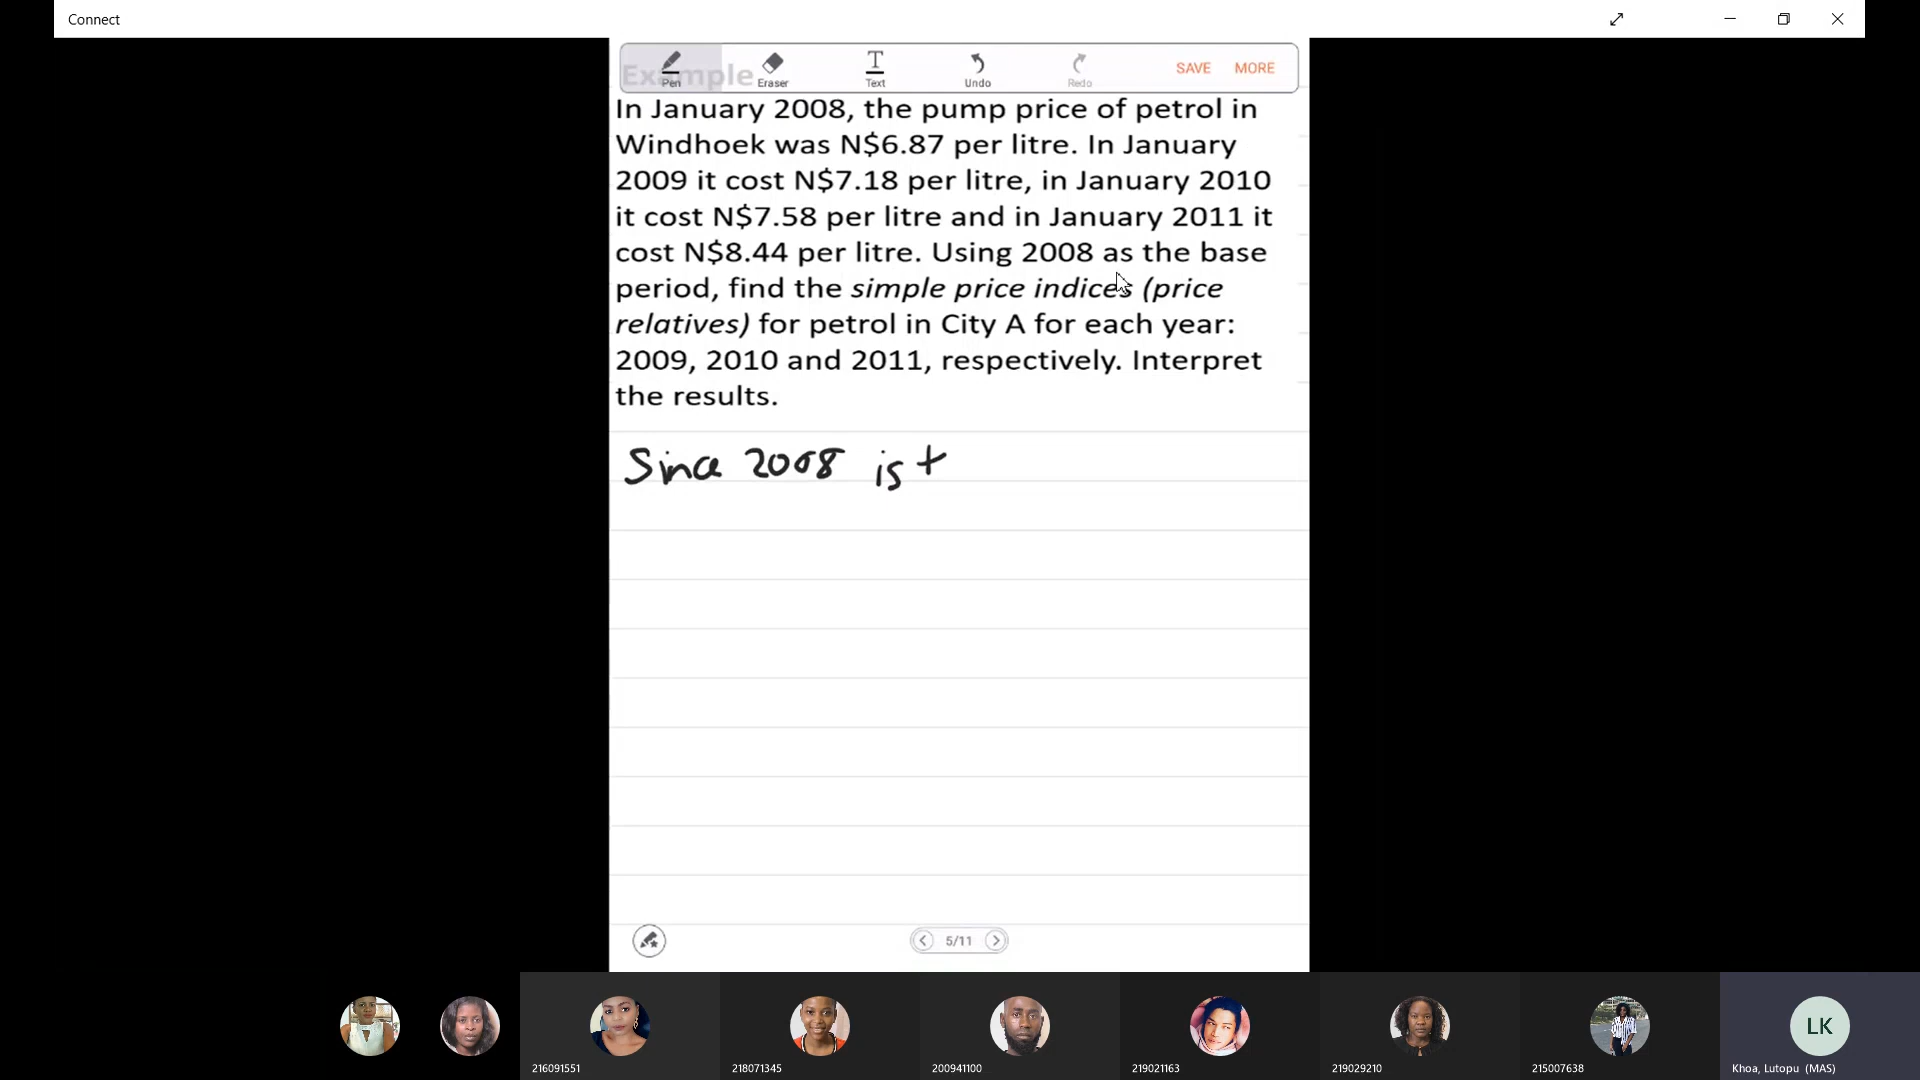 Connect
Example
Pen
Eraser
Text
Undo
Redo
SAVE
MORE
In January 2008, the pump price of petrol in
Windhoek was N$6.87 per litre. In January
2009 it cost N$7.18 per litre, in January 2010
it cost N$7.58 per litre and in January 2011 it
cost N$8.44 per litre. Using 2008 as the base
period, find the simple price indices (price
relatives) for petrol in City A for each year:
2009, 2010 and 2011, respectively. Interpret
the results.
Since 2008 is t
5/11
LK
216091551
218071345
200941100
219021163
219029210
215007638
Khoa, Lutopu (MAS)